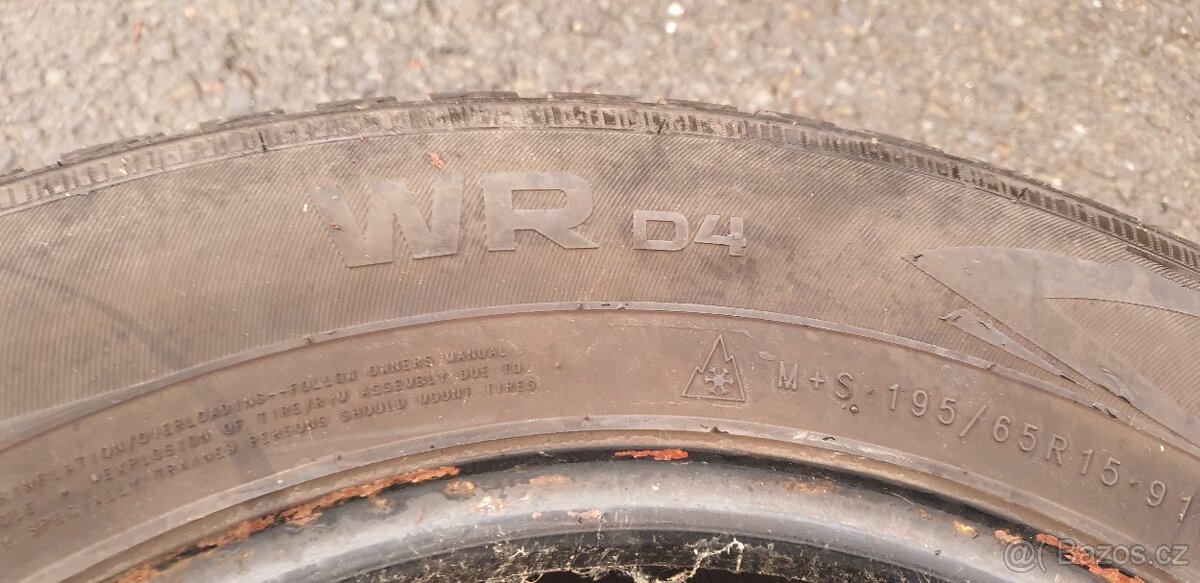 WR D4
M+S · 195/65R15 · 91
INFLATION/OVERLOADING--FOLLOW OWNERS MANUAL
EXPLOSION OF TIRE/RIM ASSEMBLY DUE TO
SPECIALLY TRAINED PERSONS SHOULD MOUNT TIRES
@ Bazos.cz